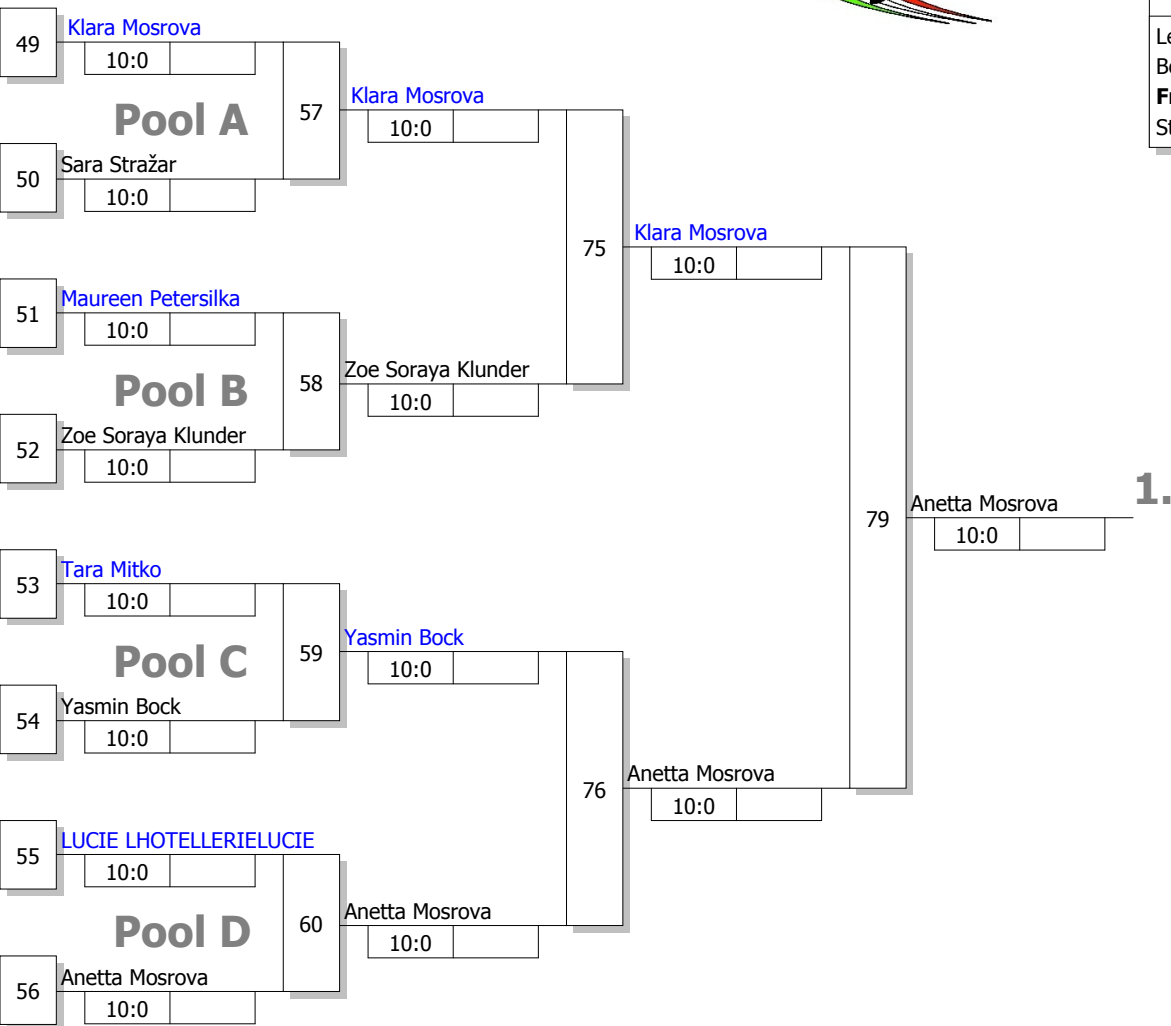 49
Klara Mosrova
10:0
Pool A
57
Klara Mosrova
10:0
50
Sara Stražar
10:0
75
Klara Mosrova
10:0
51
Maureen Petersilka
10:0
Pool B
58
Zoe Soraya Klunder
10:0
52
Zoe Soraya Klunder
10:0
79
Anetta Mosrova
10:0
1.
53
Tara Mitko
10:0
Pool C
59
Yasmin Bock
10:0
54
Yasmin Bock
10:0
76
Anetta Mosrova
10:0
55
LUCIE LHOTELLERIELUCIE
10:0
Pool D
60
Anetta Mosrova
10:0
56
Anetta Mosrova
10:0